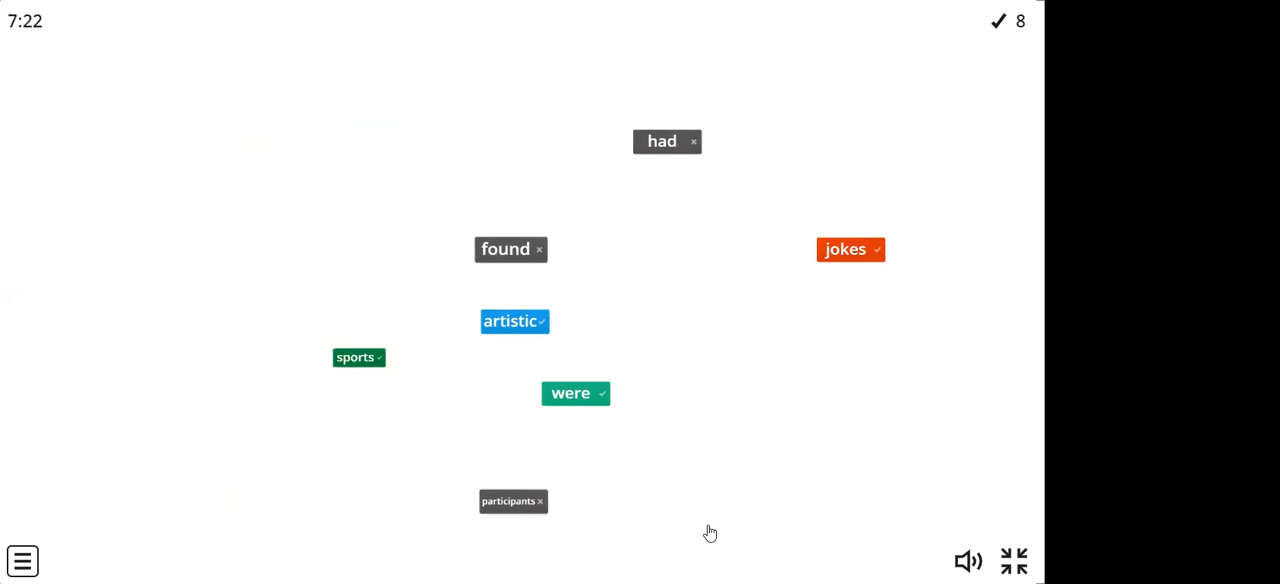 7:22
8
had
found
jokes
artistic
sports
were
participants